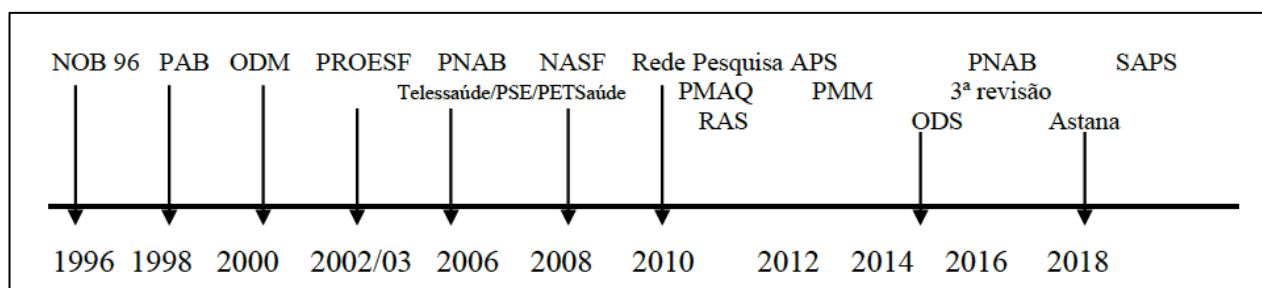 NOB 96 PAB ODM PROESF PNAB NASF Rede Pesquisa APS PNAB SAPS
Telessaúde/PSE/PETSaúde PMAQ PMM 3ª revisão
RAS ODS Astana
1996 1998 2000 2002/03 2006 2008 2010 2012 2014 2016 2018